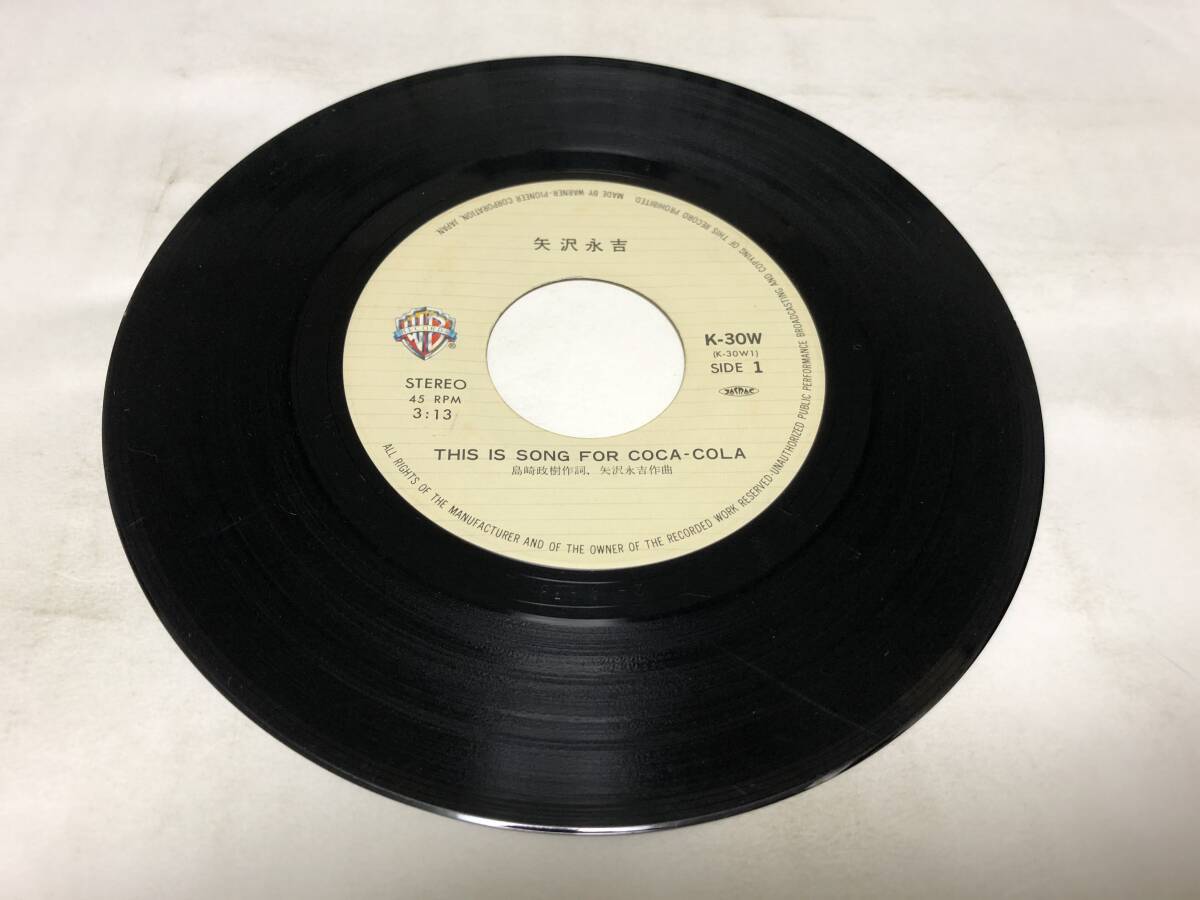 矢沢永吉
RECORDS
®
STEREO
45 RPM
3:13
K-30W
(K-30W1)
SIDE 1
THIS IS SONG FOR COCA-COLA
島崎政樹作詞、矢沢永吉作曲
ALL RIGHTS OF THE MANUFACTURER AND OF THE OWNER OF THE RECORDED WORK RESERVED·UNAUTHORIZED PUBLIC PERFORMANCE BROADCASTING AND COPYING OF THIS RECORD PROHIBITED. MADE BY WARNER-PIONEER CORPORATION, JAPAN.